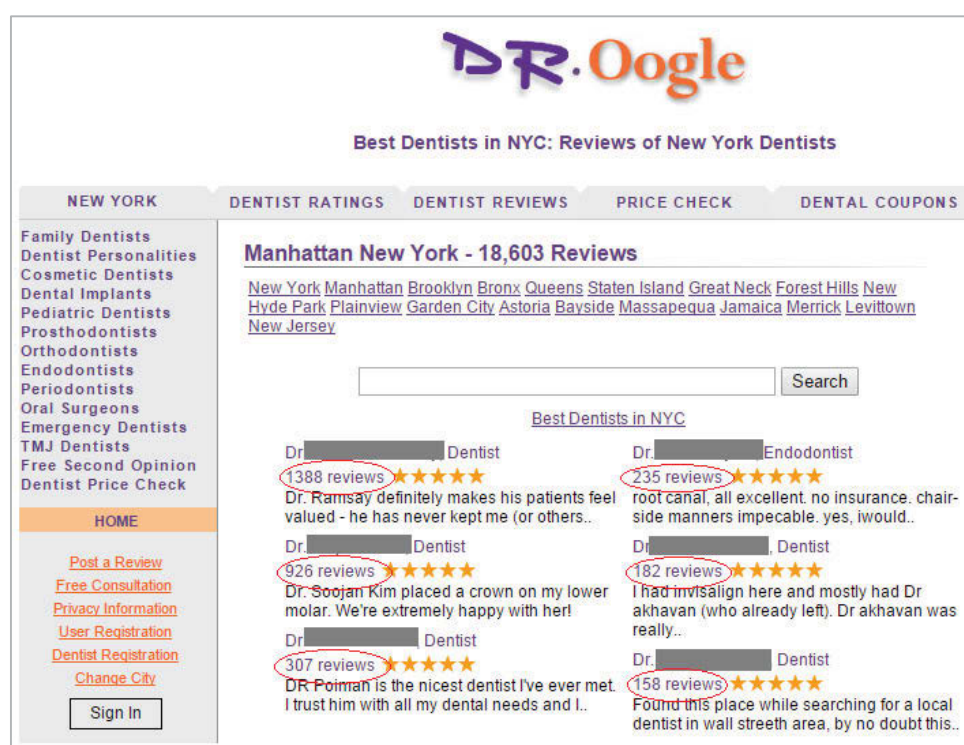 DR. Oogle
Best Dentists in NYC: Reviews of New York Dentists
NEW YORK
DENTIST RATINGS
DENTIST REVIEWS
PRICE CHECK
DENTAL COUPONS
Family Dentists
Dentist Personalities
Cosmetic Dentists
Dental Implants
Pediatric Dentists
Prosthodontists
Orthodontists
Endodontists
Periodontists
Oral Surgeons
Emergency Dentists
TMJ Dentists
Free Second Opinion
Dentist Price Check
HOME
Post a Review
Free Consultation
Privacy Information
User Registration
Dentist Registration
Change City
Sign In
Manhattan New York - 18,603 Reviews
New York Manhattan Brooklyn Bronx Queens Staten Island Great Neck Forest Hills New
Hyde Park Plainview Garden City Astoria Bayside Massapequa Jamaica Merrick Levittown
New Jersey
Search
Best Dentists in NYC
Dr , Dentist
1388 reviews
Dr. Ramsay definitely makes his patients feel
valued - he has never kept me (or others..
Dr. Dentist
926 reviews
Dr. Soojan Kim placed a crown on my lower
molar. We're extremely happy with her!
Dr , Dentist
307 reviews
DR Poiman is the nicest dentist I've ever met.
I trust him with all my dental needs and I..
Dr. Endodontist
235 reviews
root canal, all excellent. no insurance. chair-
side manners impecable. yes, iwould..
Dr , Dentist
182 reviews
I had invisalign here and mostly had Dr
akhavan (who already left). Dr akhavan was
really..
Dr. Dentist
158 reviews
Found this place while searching for a local
dentist in wall streeth area, by no doubt this..